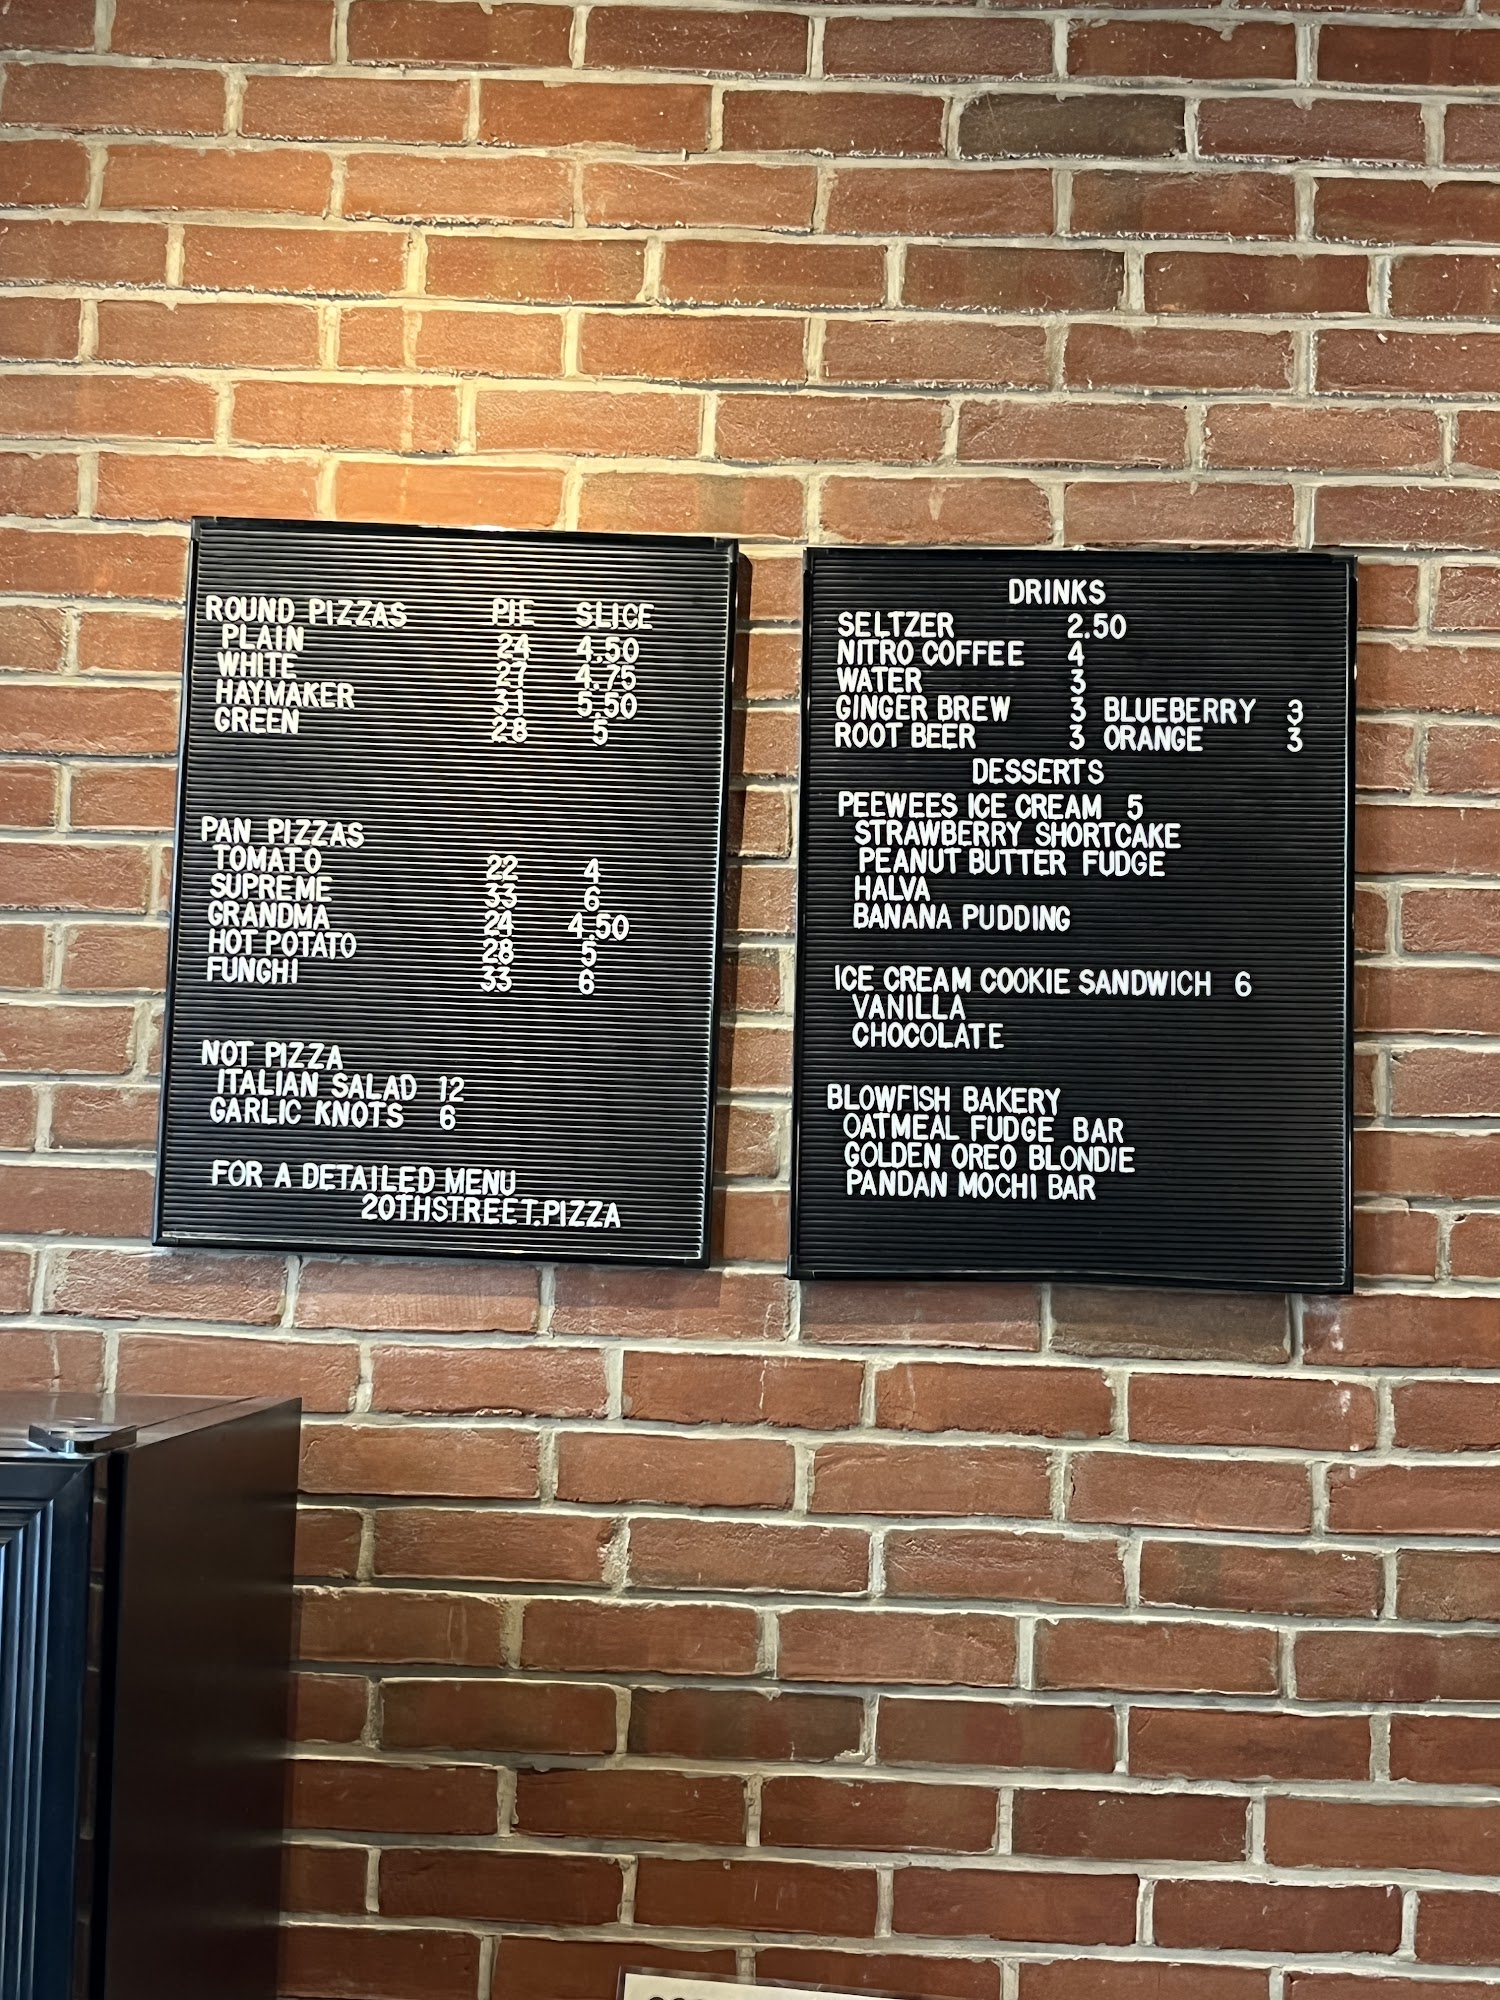 ROUND PIZZAS PIE SLICE
PLAIN 24 4.50
WHITE 27 4.75
HAYMAKER 31 5.50
GREEN 28 5
PAN PIZZAS
TOMATO 22 4
SUPREME 33 6
GRANDMA 24 4.50
HOT POTATO 28 5
FUNGHI 33 6
NOT PIZZA
ITALIAN SALAD 12
GARLIC KNOTS 6
FOR A DETAILED MENU
20THSTREET.PIZZA
DRINKS
SELTZER 2.50
NITRO COFFEE 4
WATER 3
GINGER BREW 3 BLUEBERRY 3
ROOT BEER 3 ORANGE 3
DESSERTS
PEEWEES ICE CREAM 5
STRAWBERRY SHORTCAKE
PEANUT BUTTER FUDGE
HALVA
BANANA PUDDING
ICE CREAM COOKIE SANDWICH 6
VANILLA
CHOCOLATE
BLOWFISH BAKERY
OATMEAL FUDGE BAR
GOLDEN OREO BLONDIE
PANDAN MOCHI BAR